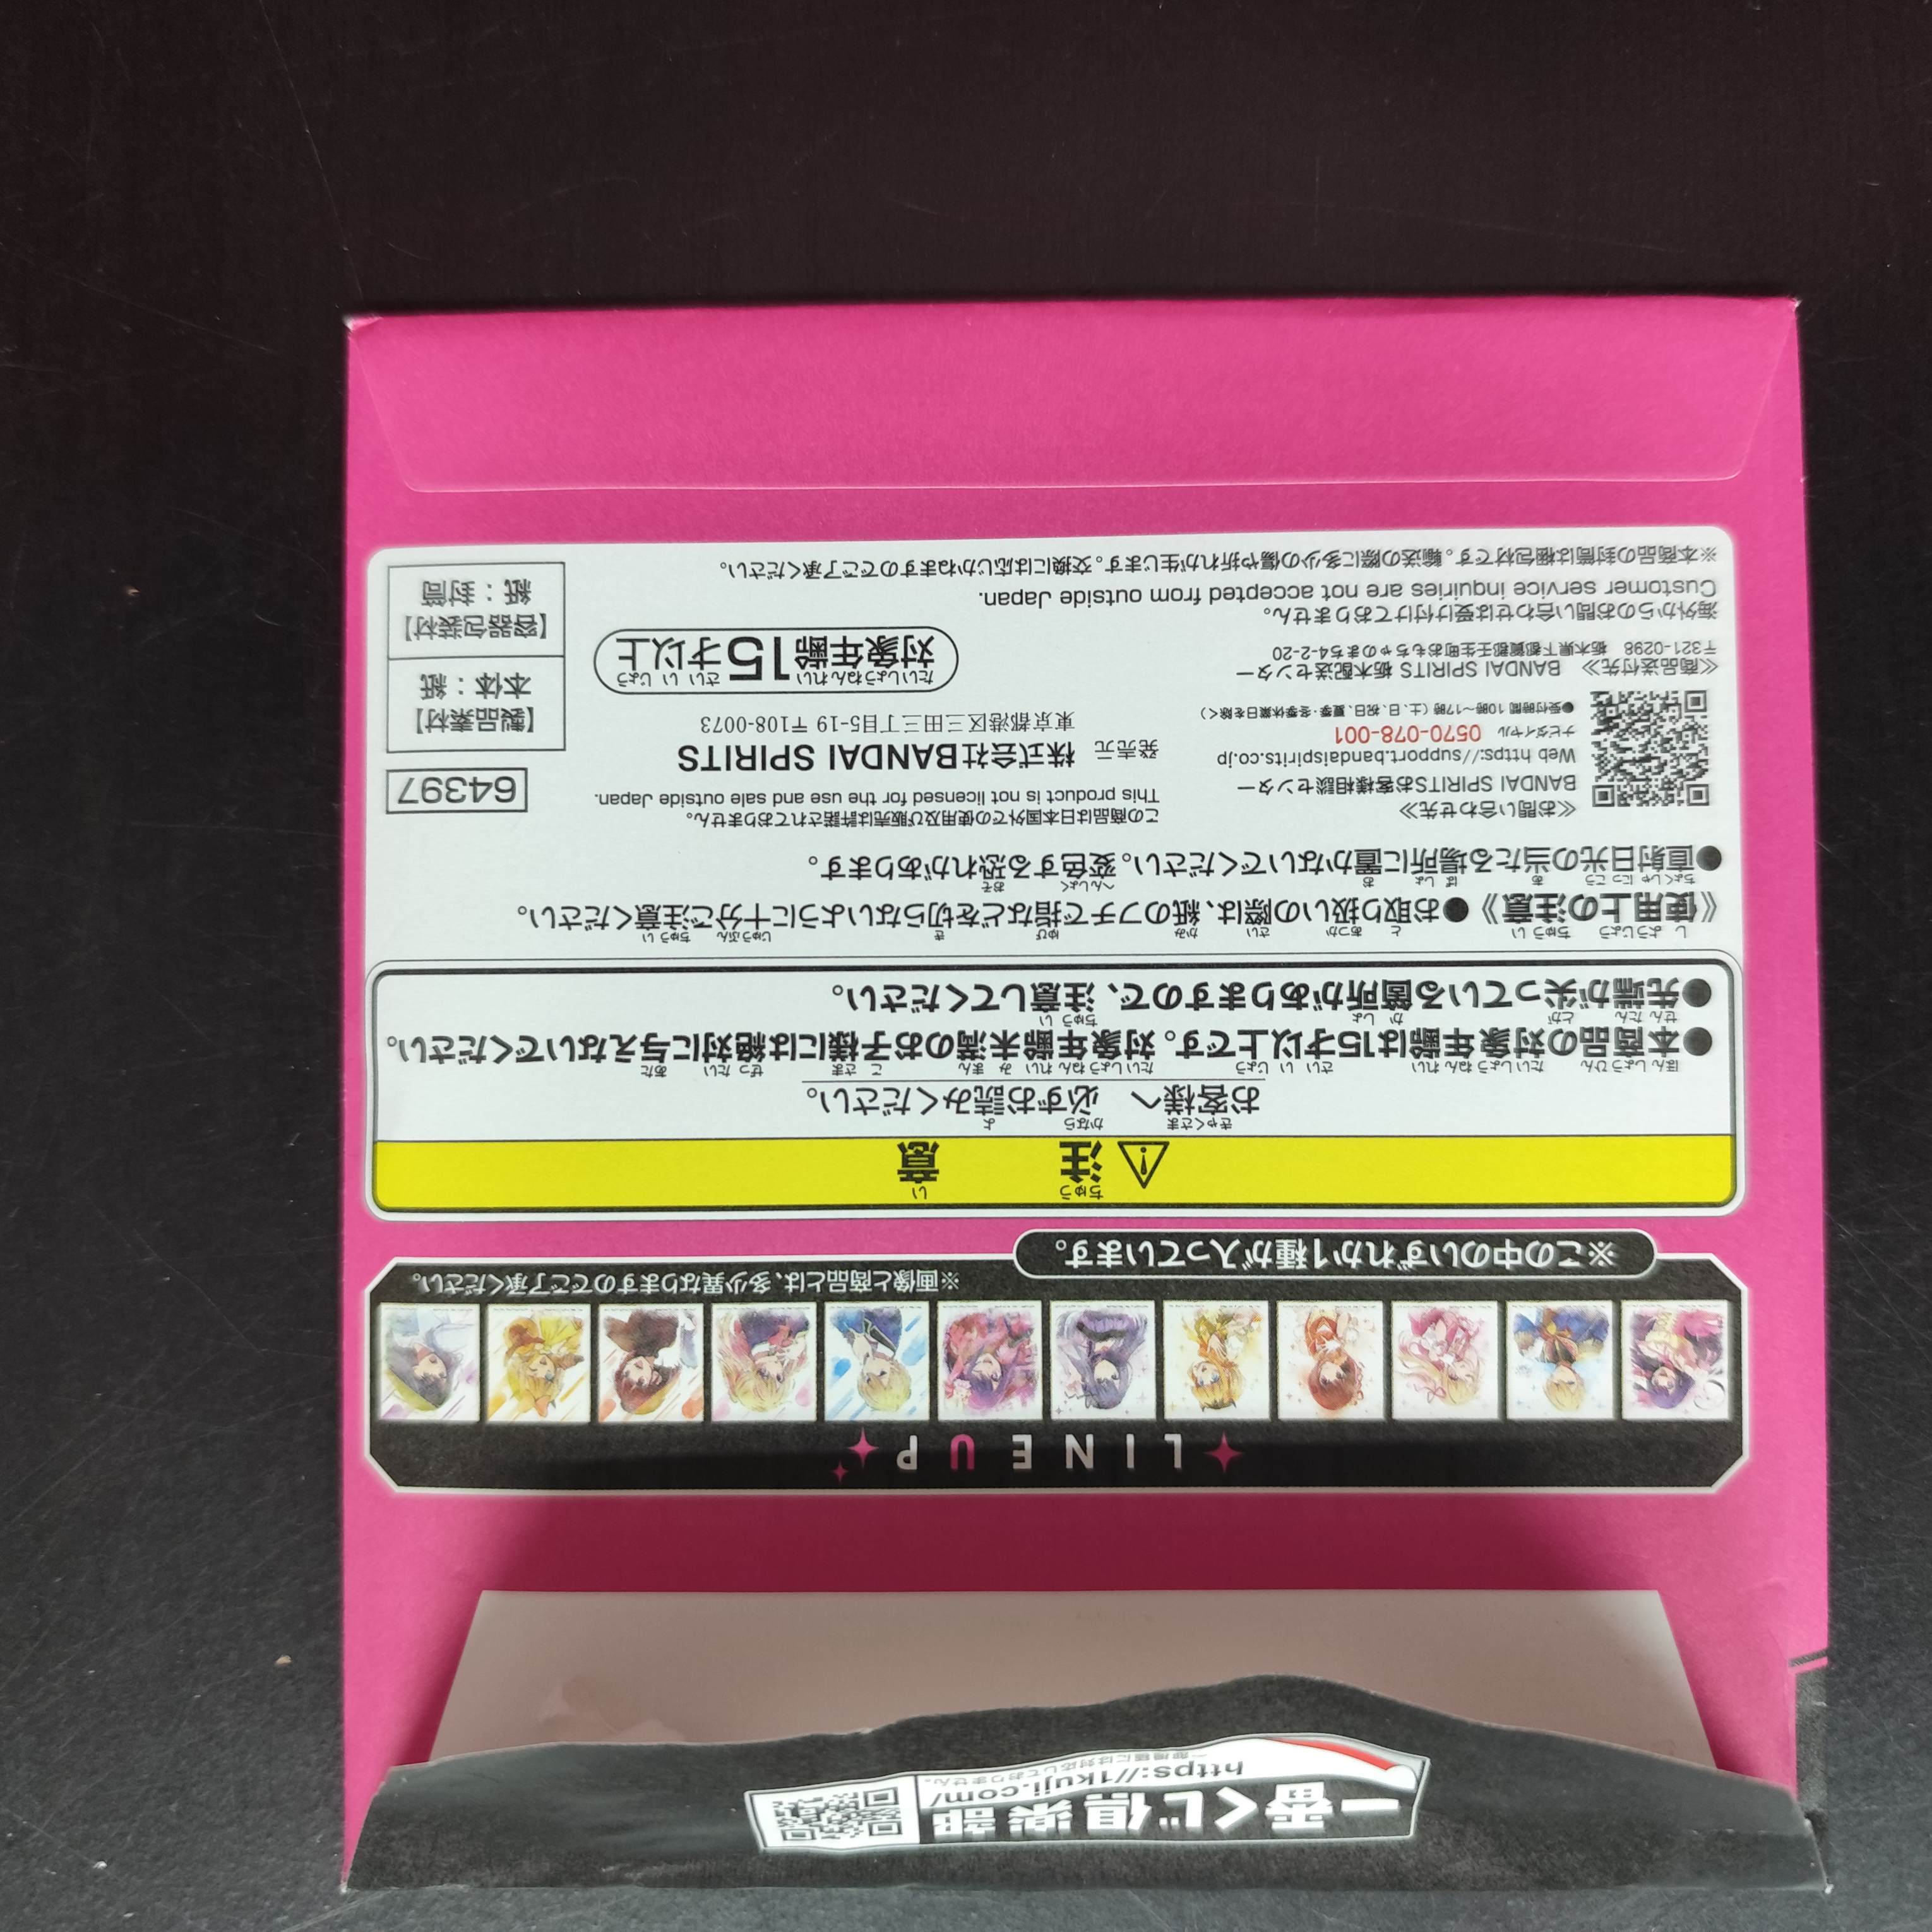 一番くじ倶楽部
https://1kuji.com/
LINEUP
※画像と商品とは、多少異なりますのでご了承ください。
※この中のいずれか1種が入っています。
注意
お客様へ 必ずお読みください。
●本商品の対象年齢は15才以上です。対象年齢未満のお子様には絶対に与えないでください。
●先端が尖っている箇所がありますので、注意してください。
《使用上の注意》●お取り扱いの際は、紙のフチで指などを切らないように十分ご注意ください。
●直射日光の当たる場所に置かないでください。変色する恐れがあります。
《お問い合わせ先》
BANDAI SPIRITSお客様相談センター
Web https://support.bandaispirits.co.jp
ナビダイヤル 0570-078-001
●受付時間 10時～17時(土、日、祝日、夏季・冬季休業日を除く)
《商品送付先》 BANDAI SPIRITS 栃木配送センター
〒321-0298 栃木県下都賀郡壬生町おもちゃのまち4-2-20
海外からのお問い合わせは受け付けておりません。
Customer service inquiries are not accepted from outside Japan.
※本商品の封筒は梱包材です。輸送の際に多少の傷や折れが生じます。交換には応じかねますのでご了承ください。
この商品は日本国外での使用及び販売は許諾されておりません。
This product is not licensed for the use and sale outside Japan.
発売元 株式会社BANDAI SPIRITS
東京都港区三田三丁目5-19 〒108-0073
対象年齢15才以上
64397
【製品素材】
本体：紙
【容器包装材】
紙：封筒